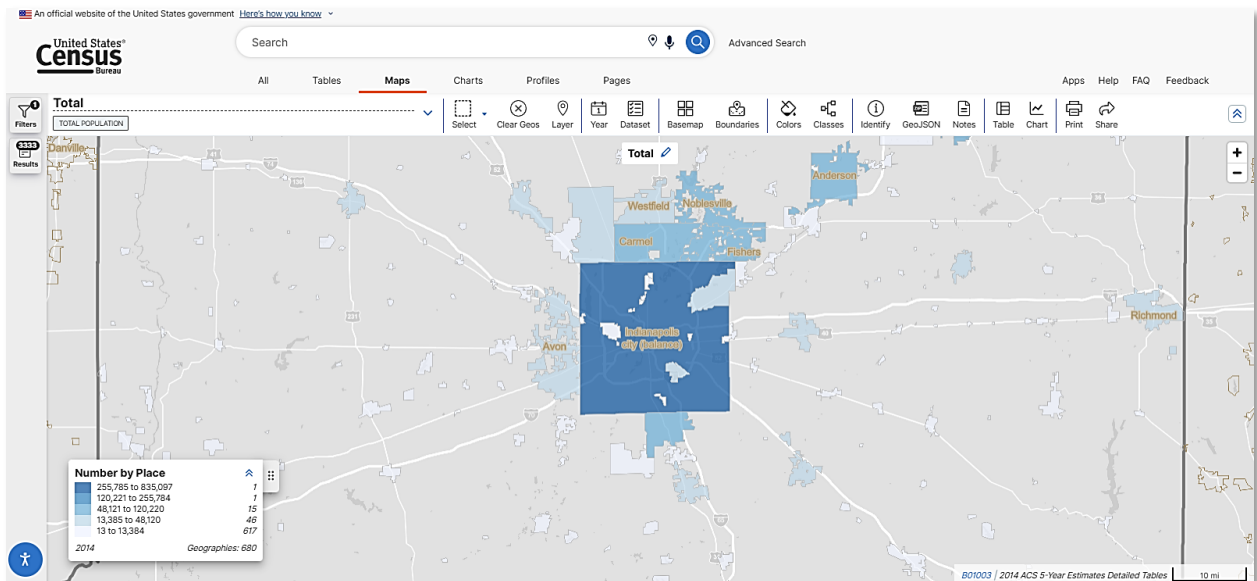 An official website of the United States government Here's how you know
United States®
Census
Bureau
Search
Advanced Search
All Tables Maps Charts Profiles Pages
Apps Help FAQ Feedback
1
Filters
3333
Results
Total
TOTAL POPULATION
Select Clear Geos Layer Year Dataset Basemap Boundaries Colors Classes Identify GeoJSON Notes Table Chart Print Share
Total
+
−
Danville
Anderson
Westfield
Noblesville
Carmel
Fishers
Richmond
Indianapolis
city (balance)
Avon
Number by Place
255,785 to 835,097 1
120,221 to 255,784 1
48,121 to 120,220 15
13,385 to 48,120 46
13 to 13,384 617
2014 Geographies: 680
B01003 | 2014 ACS 5-Year Estimates Detailed Tables
10 mi